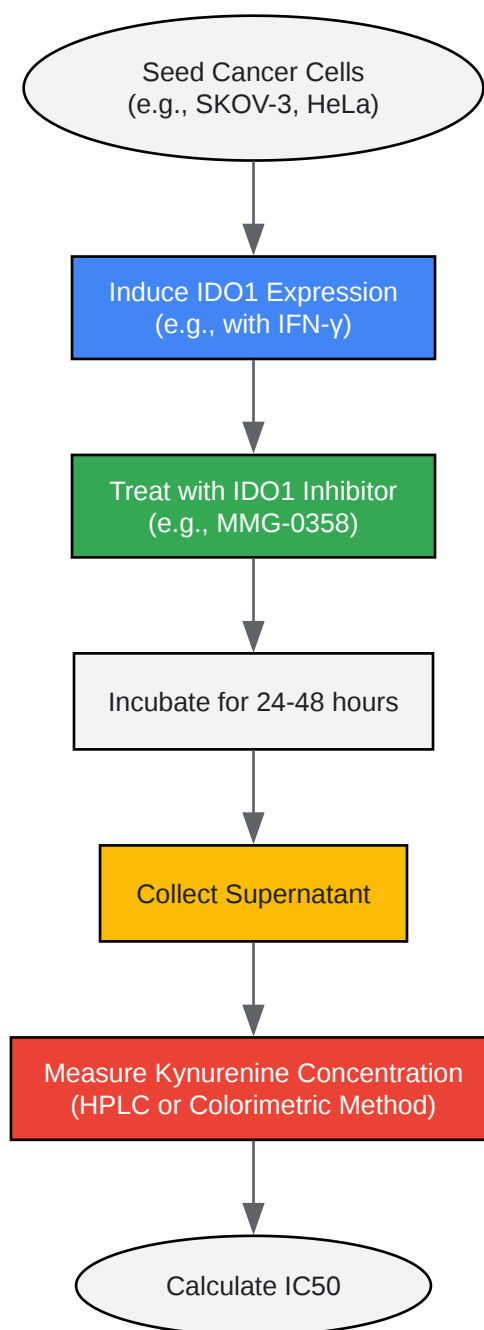 Seed Cancer Cells
(e.g., SKOV-3, HeLa)
Induce IDO1 Expression
(e.g., with IFN-γ)
Treat with IDO1 Inhibitor
(e.g., MMG-0358)
Incubate for 24-48 hours
Collect Supernatant
Measure Kynurenine Concentration
(HPLC or Colorimetric Method)
Calculate IC50